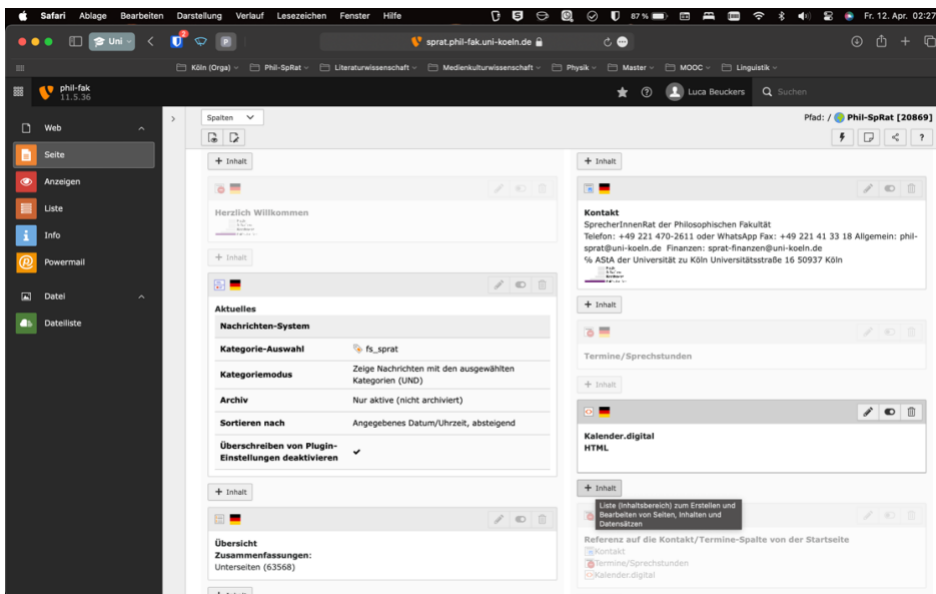 Safari Ablage Bearbeiten Darstellung Verlauf Lesezeichen Fenster Hilfe 87 % Fr. 12. Apr. 02:27
Uni 2 sprat.phil-fak.uni-koeln.de
Köln (Orga) Phil-SpRat Literaturwissenschaft Medienkulturwissenschaft Physik Master MOOC Linguistik
phil-fak
11.5.36
Luca Beuckers Suchen
Web
Seite
Anzeigen
Liste
Info
Powermail
Datei
Dateiliste
Spalten
Pfad: / Phil-SpRat [20869]
?
+ Inhalt
Herzlich Willkommen
+ Inhalt
Aktuelles
Nachrichten-System
Kategorie-Auswahl fs_sprat
Kategoriemodus Zeige Nachrichten mit den ausgewählten
Kategorien (UND)
Archiv Nur aktive (nicht archiviert)
Sortieren nach Angegebenes Datum/Uhrzeit, absteigend
Überschreiben von Plugin-
Einstellungen deaktivieren
+ Inhalt
Übersicht
Zusammenfassungen:
Unterseiten (63568)
+ Inhalt
+ Inhalt
Kontakt
SprecherInnenRat der Philosophischen Fakultät
Telefon: +49 221 470-2611 oder WhatsApp Fax: +49 221 41 33 18 Allgemein: phil-
sprat@uni-koeln.de Finanzen: sprat-finanzen@uni-koeln.de
℅ AStA der Universität zu Köln Universitätsstraße 16 50937 Köln
+ Inhalt
Termine/Sprechstunden
+ Inhalt
Kalender.digital
HTML
+ Inhalt
Liste (Inhaltsbereich) zum Erstellen und
Bearbeiten von Seiten, Inhalten und
Datensätzen
Referenz auf die Kontakt/Termine-Spalte von der Startseite
Kontakt
Termine/Sprechstunden
Kalender.digital